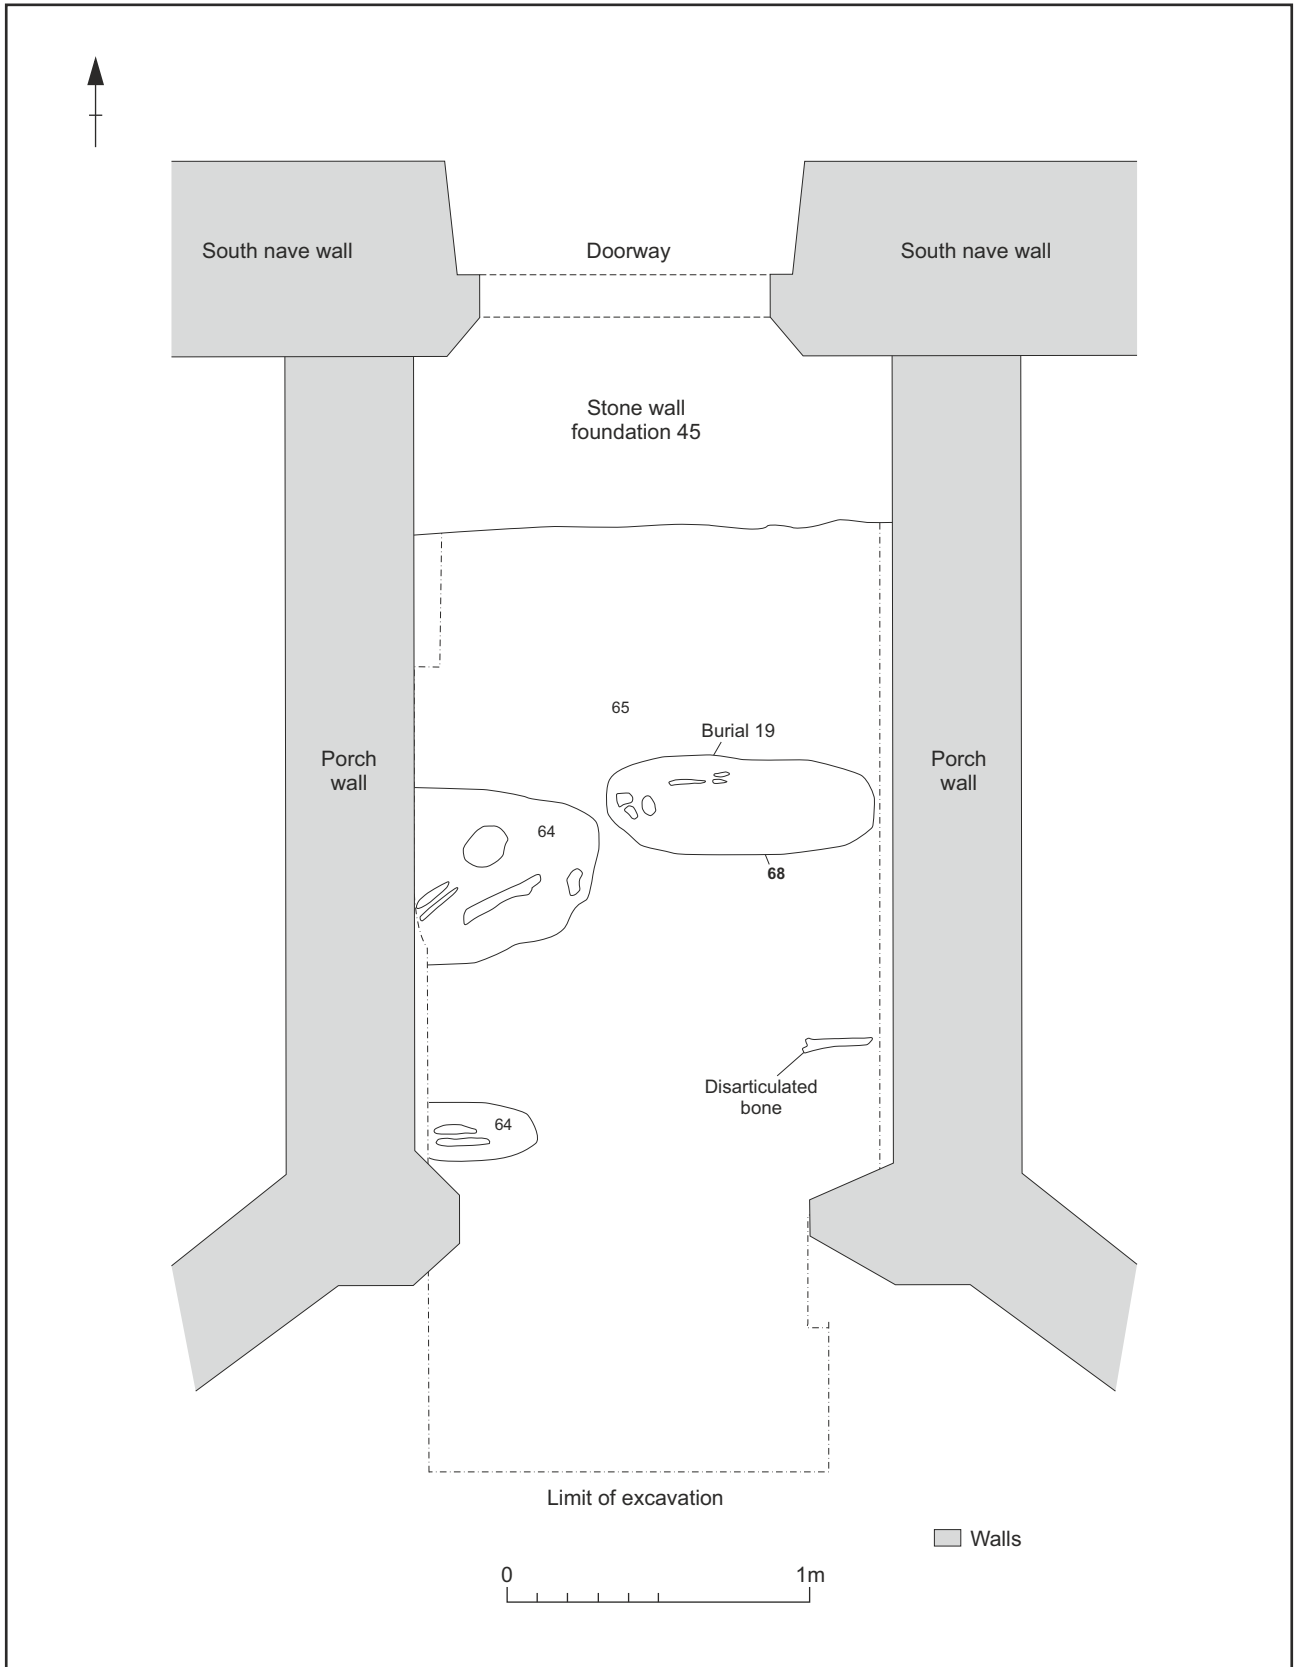 South nave wall
Doorway
South nave wall
Stone wall
foundation 45
65
Burial 19
Porch
wall
Porch
wall
64
68
Disarticulated
bone
64
Limit of excavation
Walls
0 1m